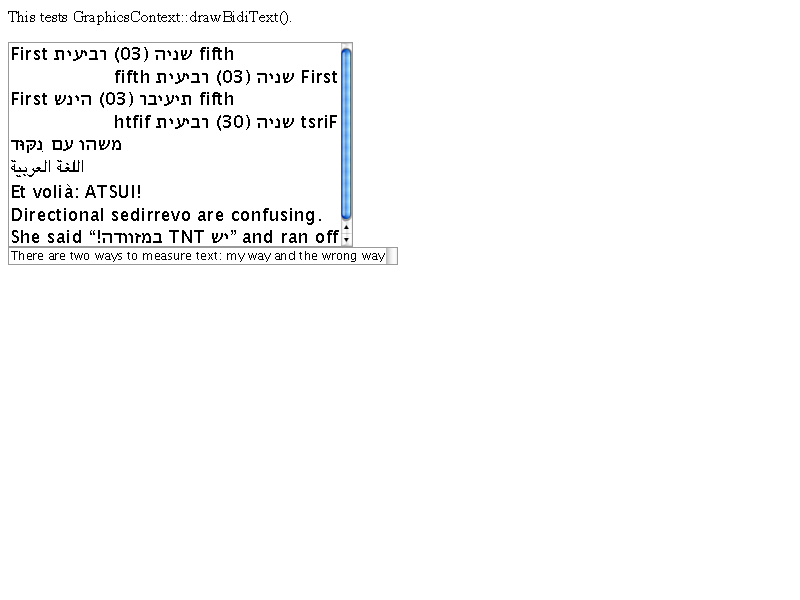 This tests GraphicsContext::drawBidiText().
First שניה (03) רביעית fifth
First שניה (03) רביעית fifth
First תיעיבר (03) הינש fifth
tsriF שניה (30) רביעית htfif
משהו עם נִקּוּד
اللغة العربية
Et volià: ATSUI!
Directional sedirrevo are confusing.
She said “יש TNT במזוודה!” and ran off
There are two ways to measure text: my way and the wrong way